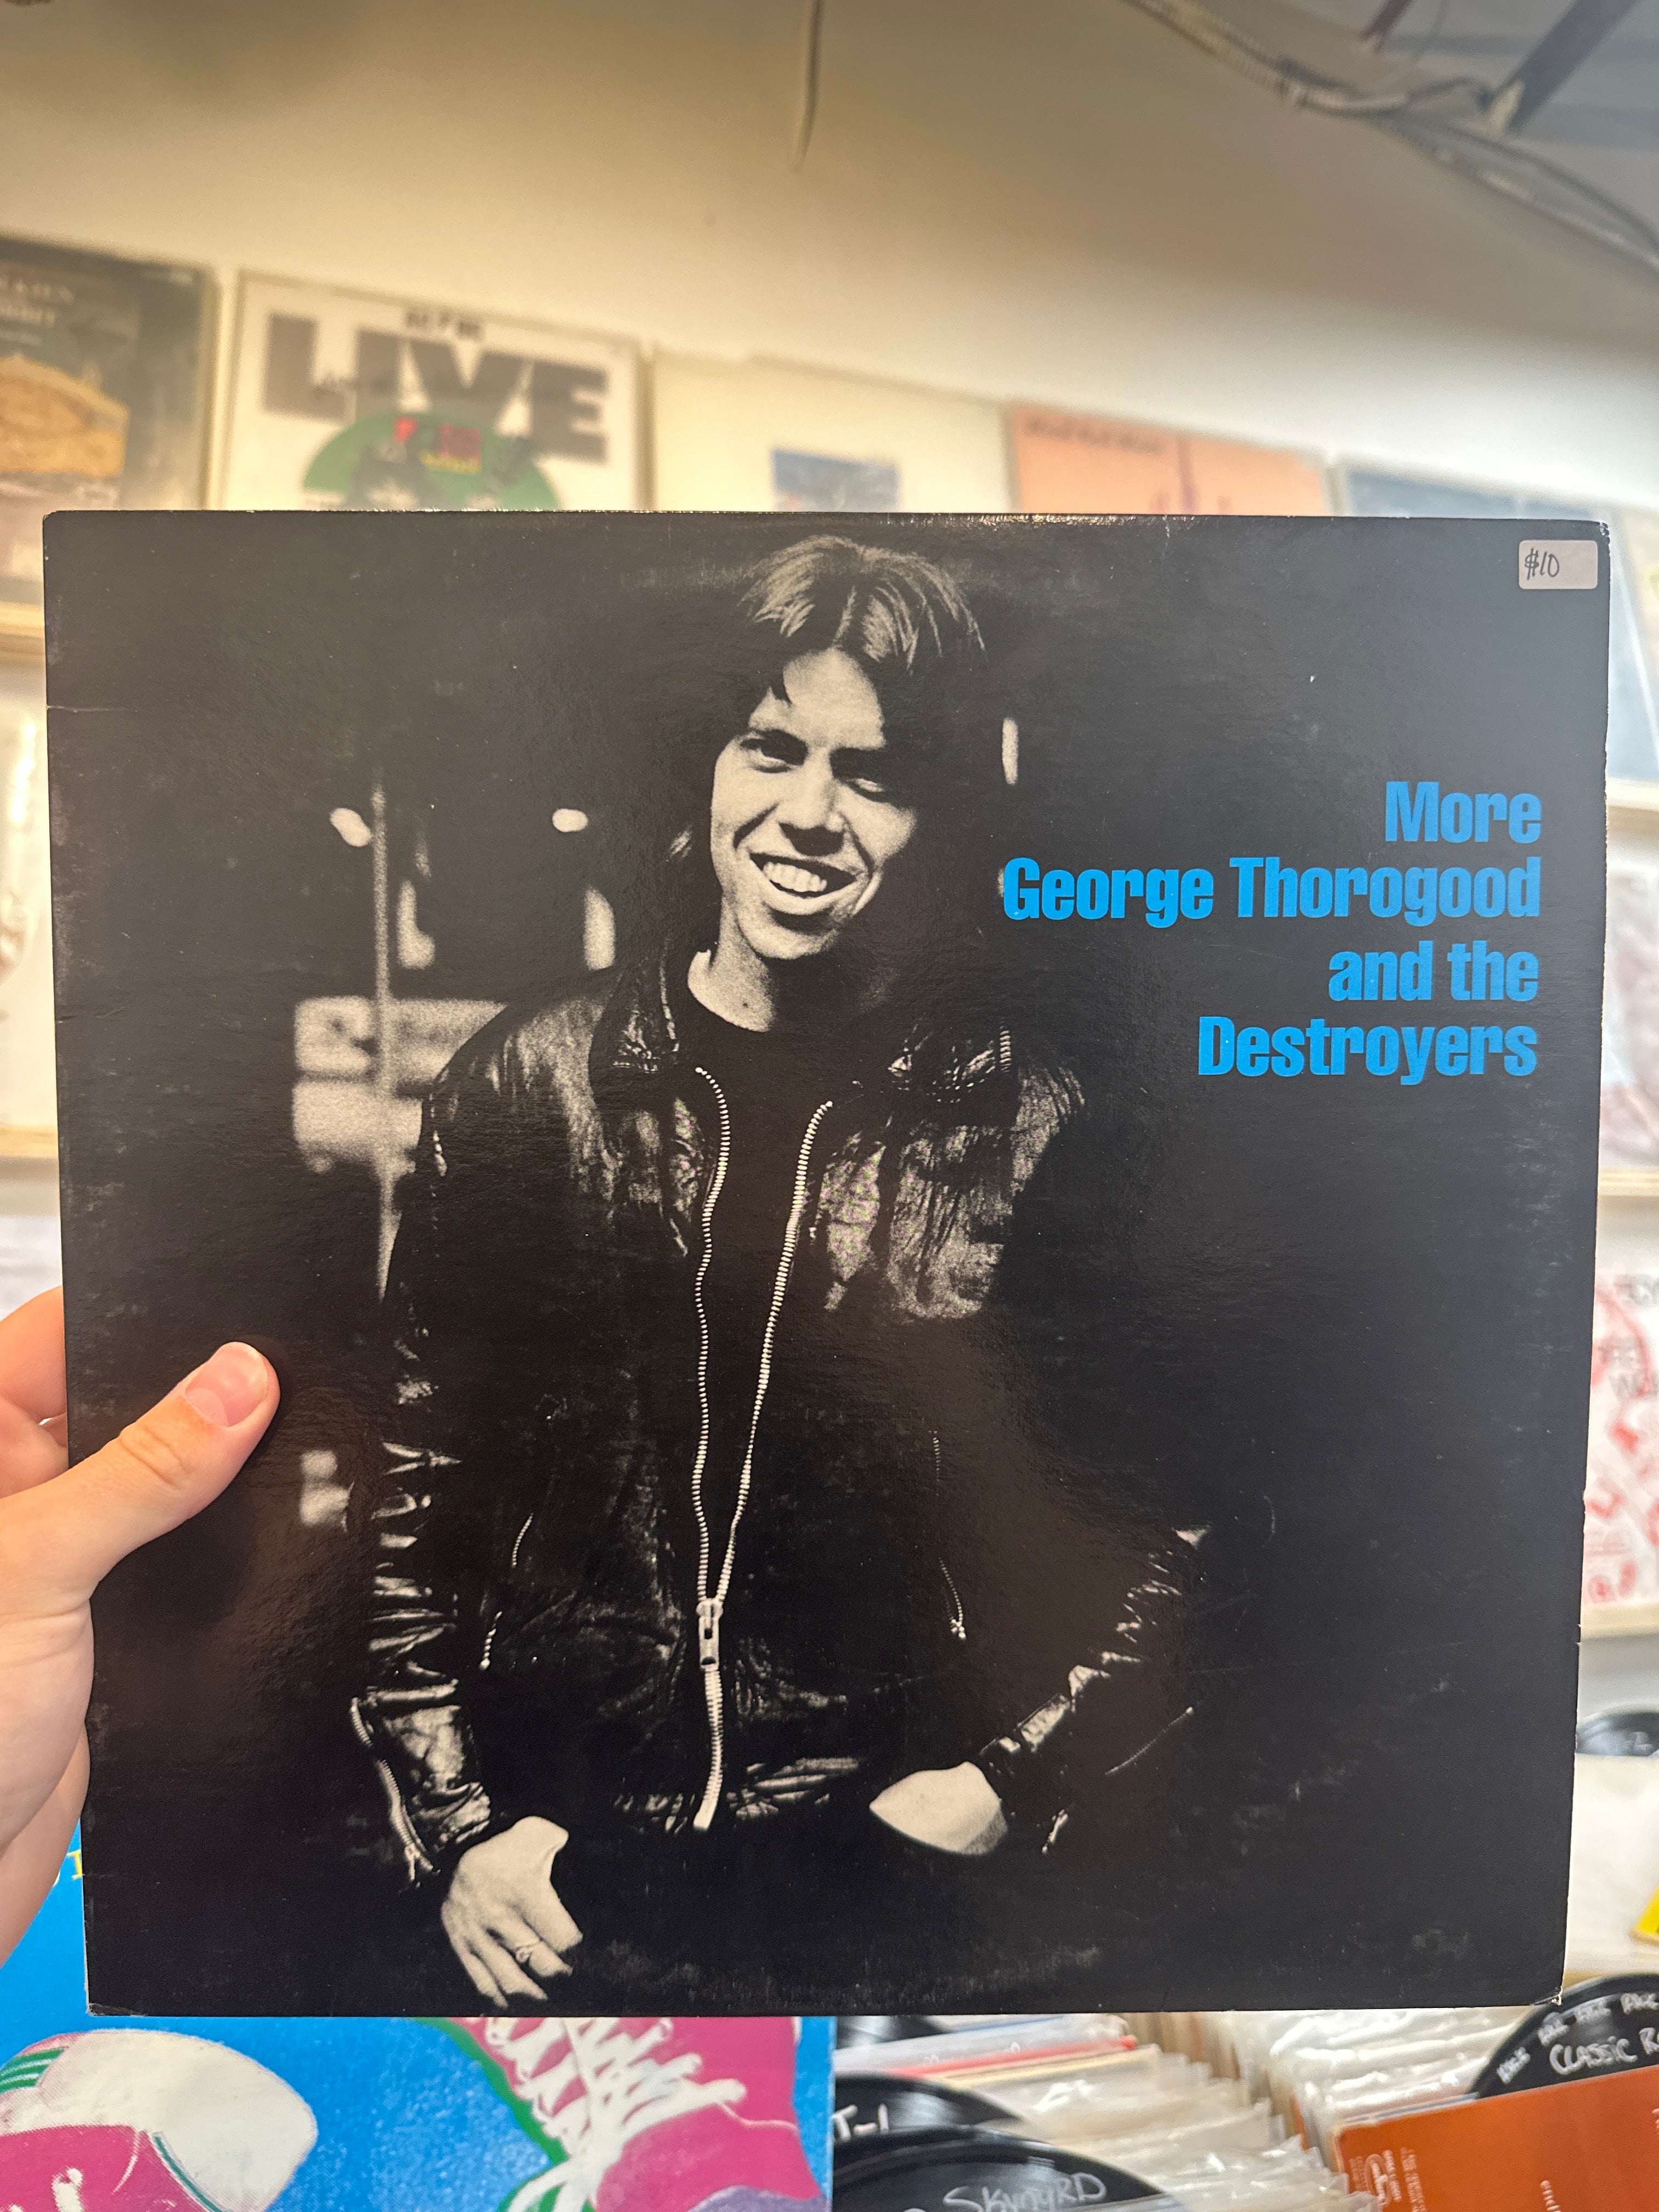 LIVE
$10
More
George Thorogood
and the
Destroyers
CLASSIC
SKYNYRD